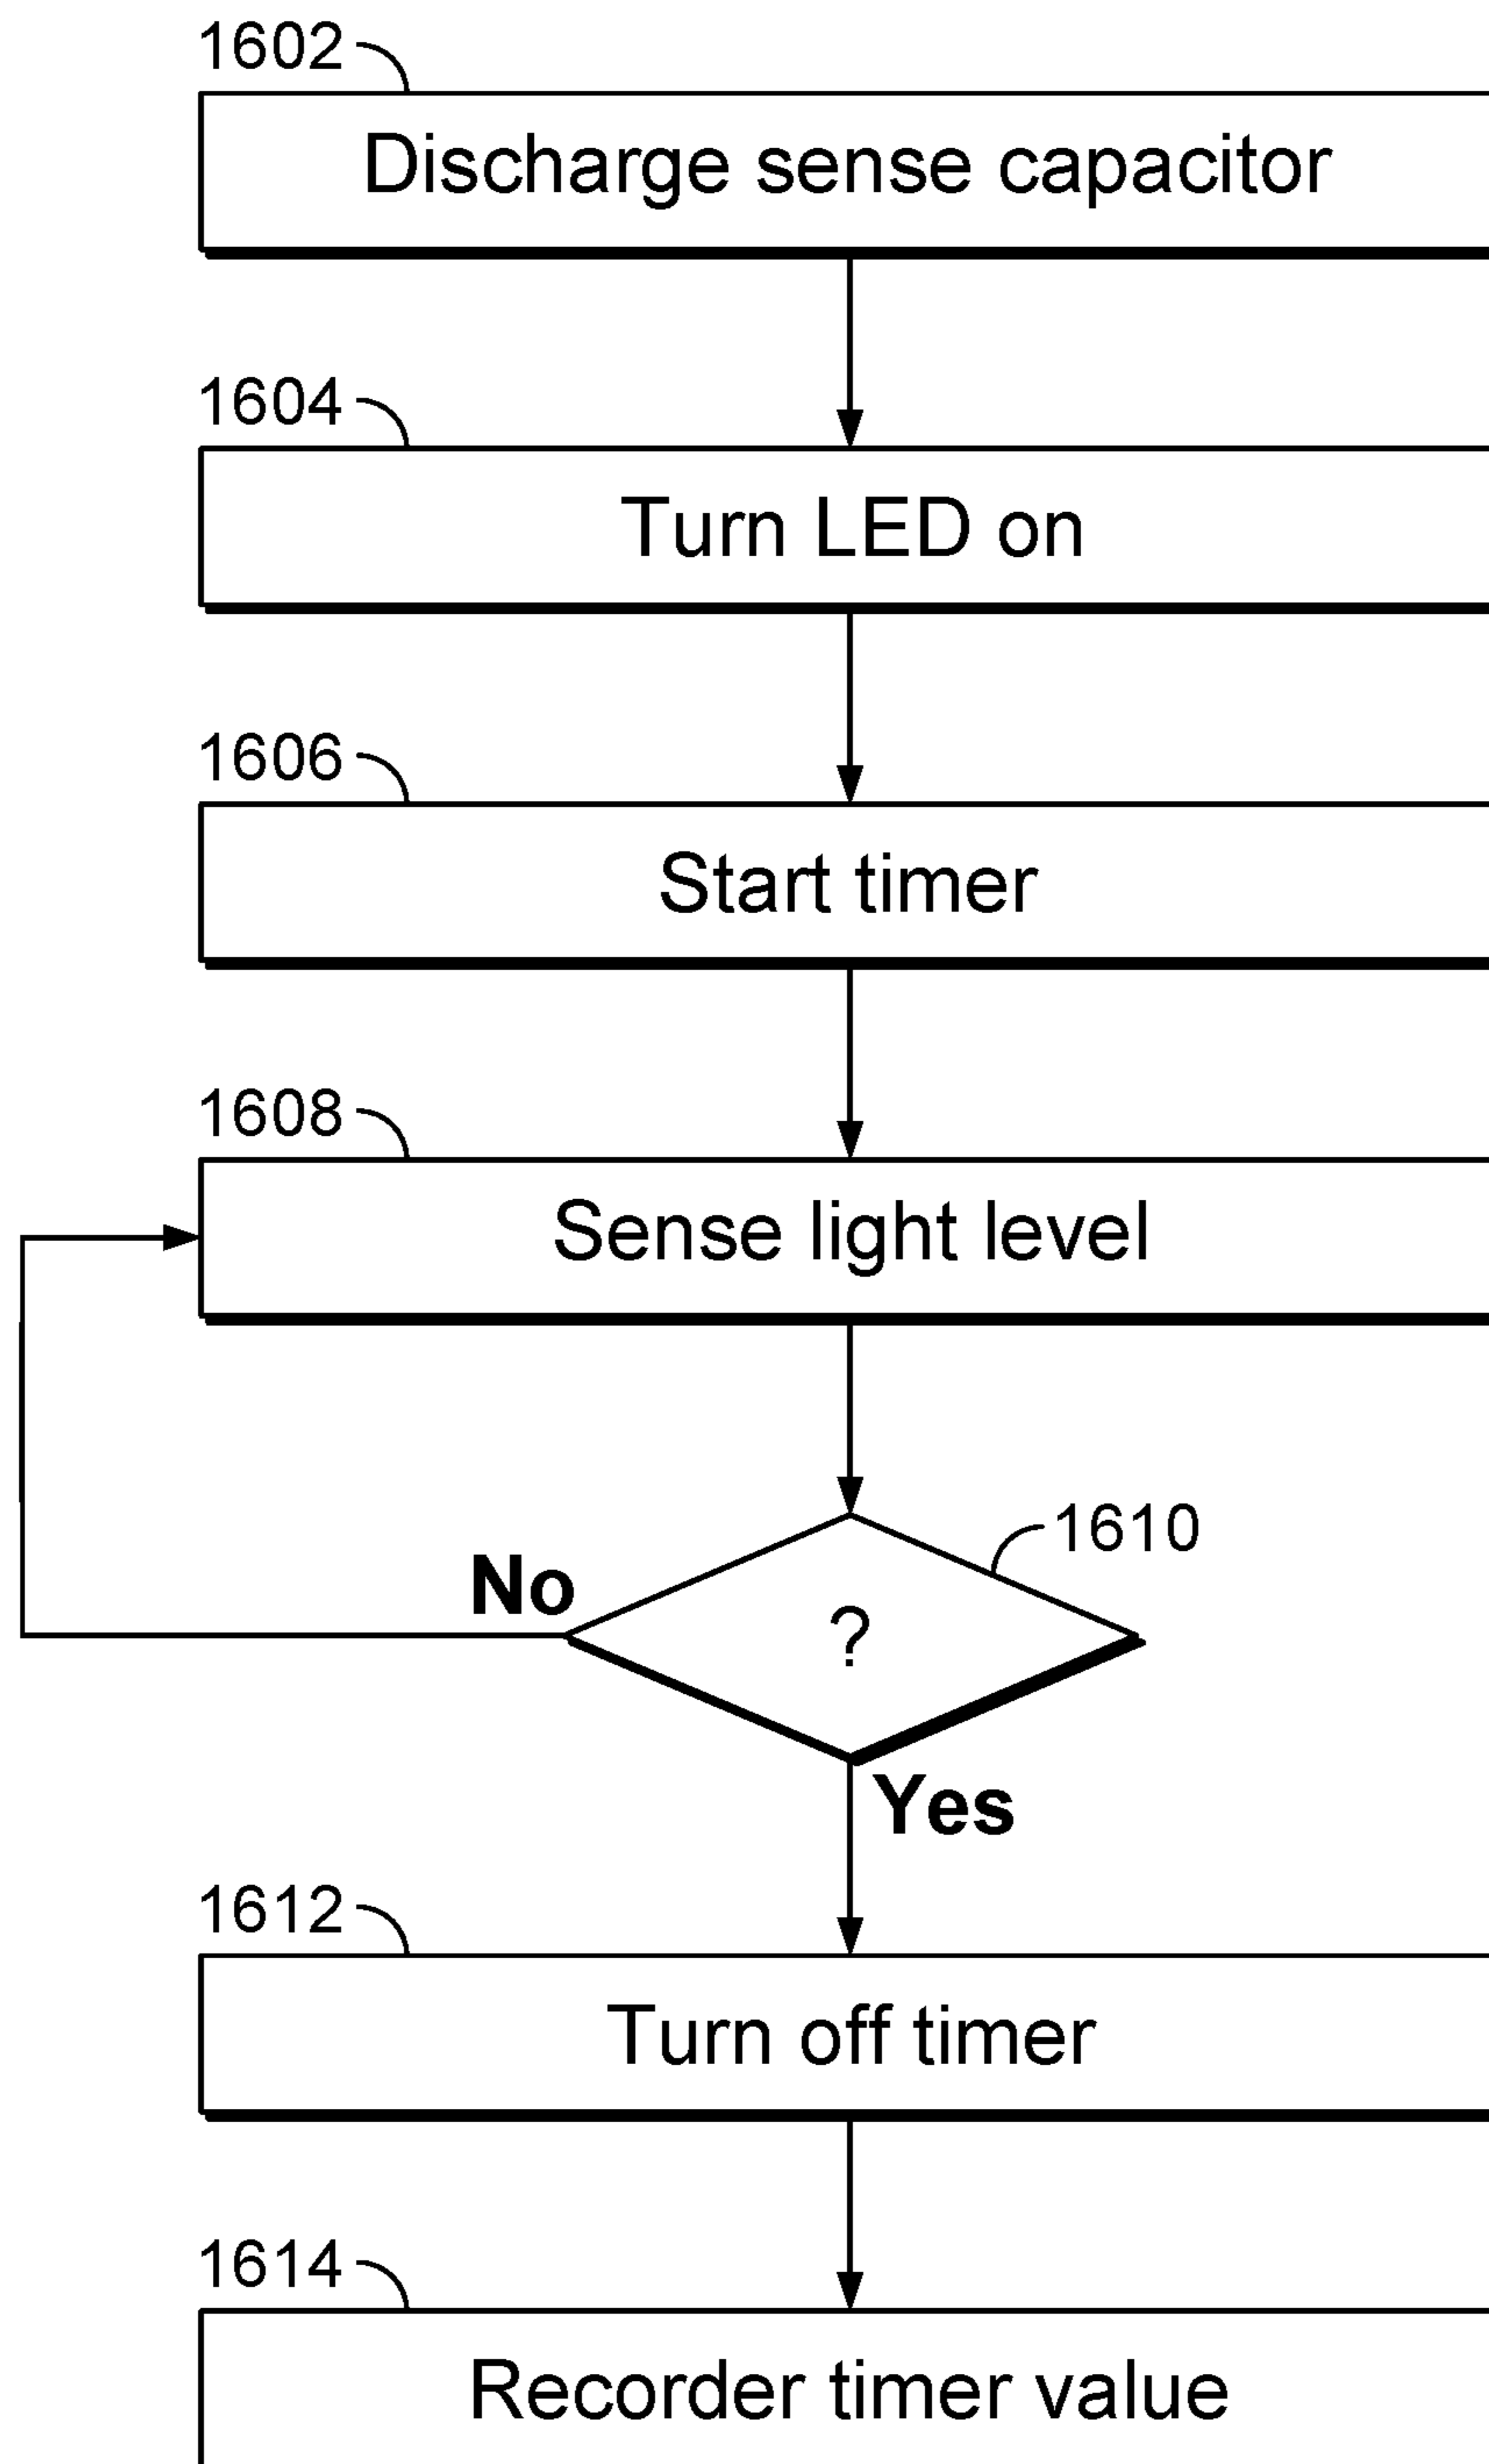 1602
Discharge sense capacitor
1604
Turn LED on
1606
Start timer
1608
Sense light level
1610
No
?
Yes
1612
Turn off timer
1614
Recorder timer value